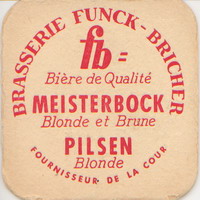 BRASSERIE FUNCK-BRICHER
fb=
Bière de Qualité
MEISTERBOCK
Blonde et Brune
PILSEN
Blonde
FOURNISSEUR DE LA COUR